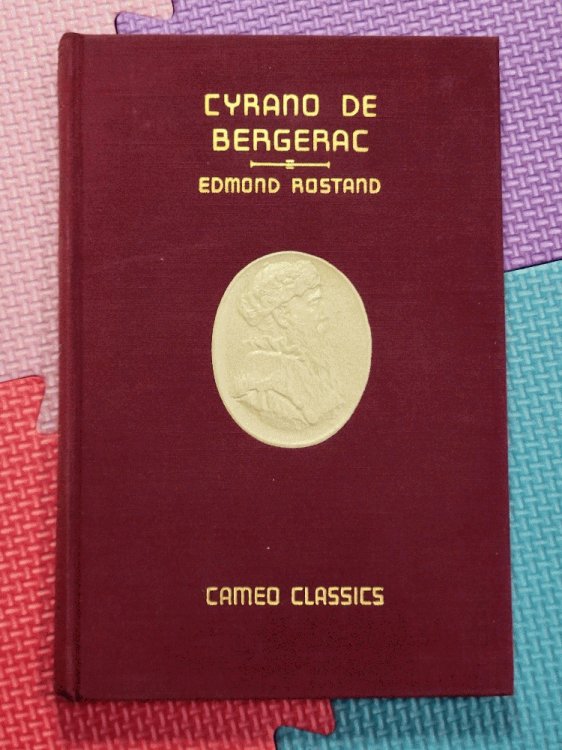 CYRANO DE
BERGERAC
EDMOND ROSTAND
CAMEO CLASSICS